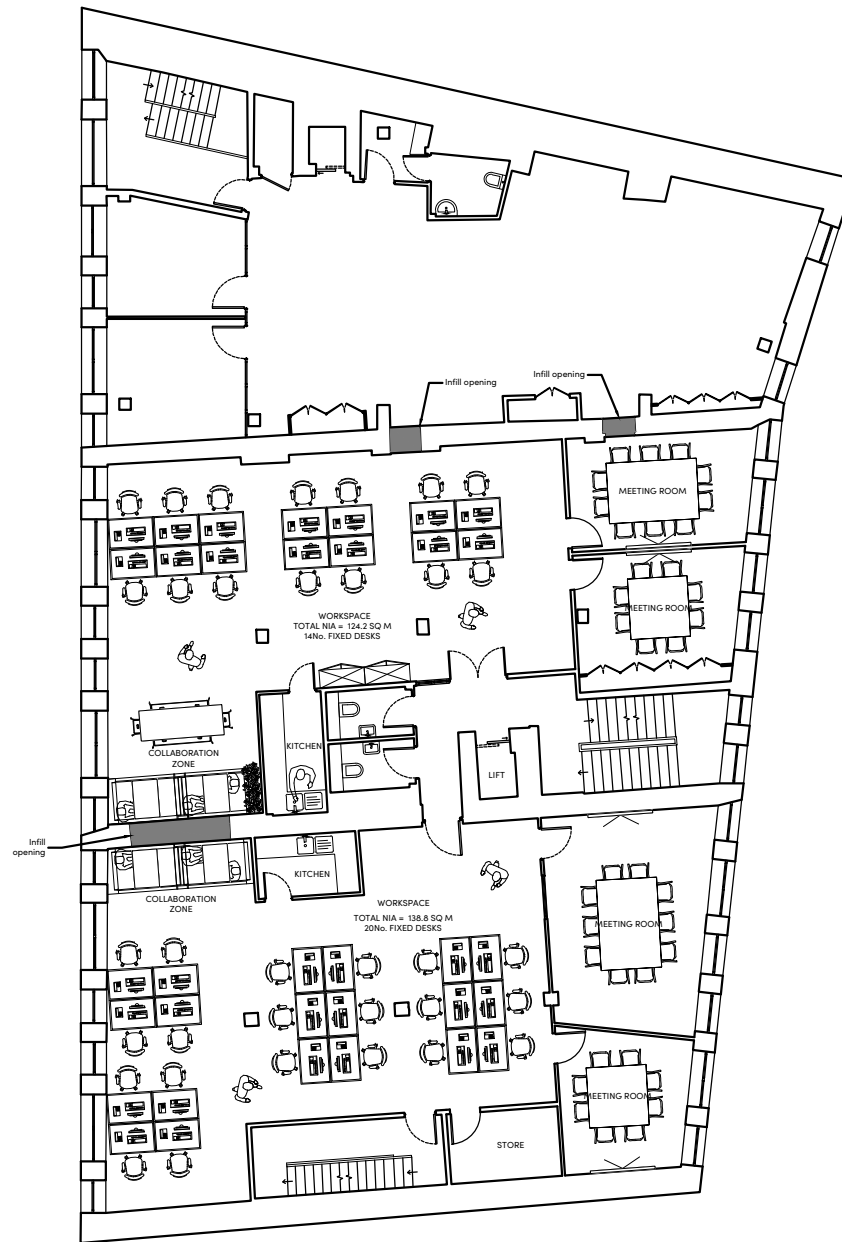 Infill opening
Infill opening
MEETING ROOM
MEETING ROOM
WORKSPACE
TOTAL NIA = 124.2 SQ M
14No. FIXED DESKS
COLLABORATION
ZONE
KITCHEN
LIFT
Infill
opening
KITCHEN
COLLABORATION
ZONE
WORKSPACE
TOTAL NIA = 138.8 SQ M
20No. FIXED DESKS
MEETING ROOM
MEETING ROOM
STORE